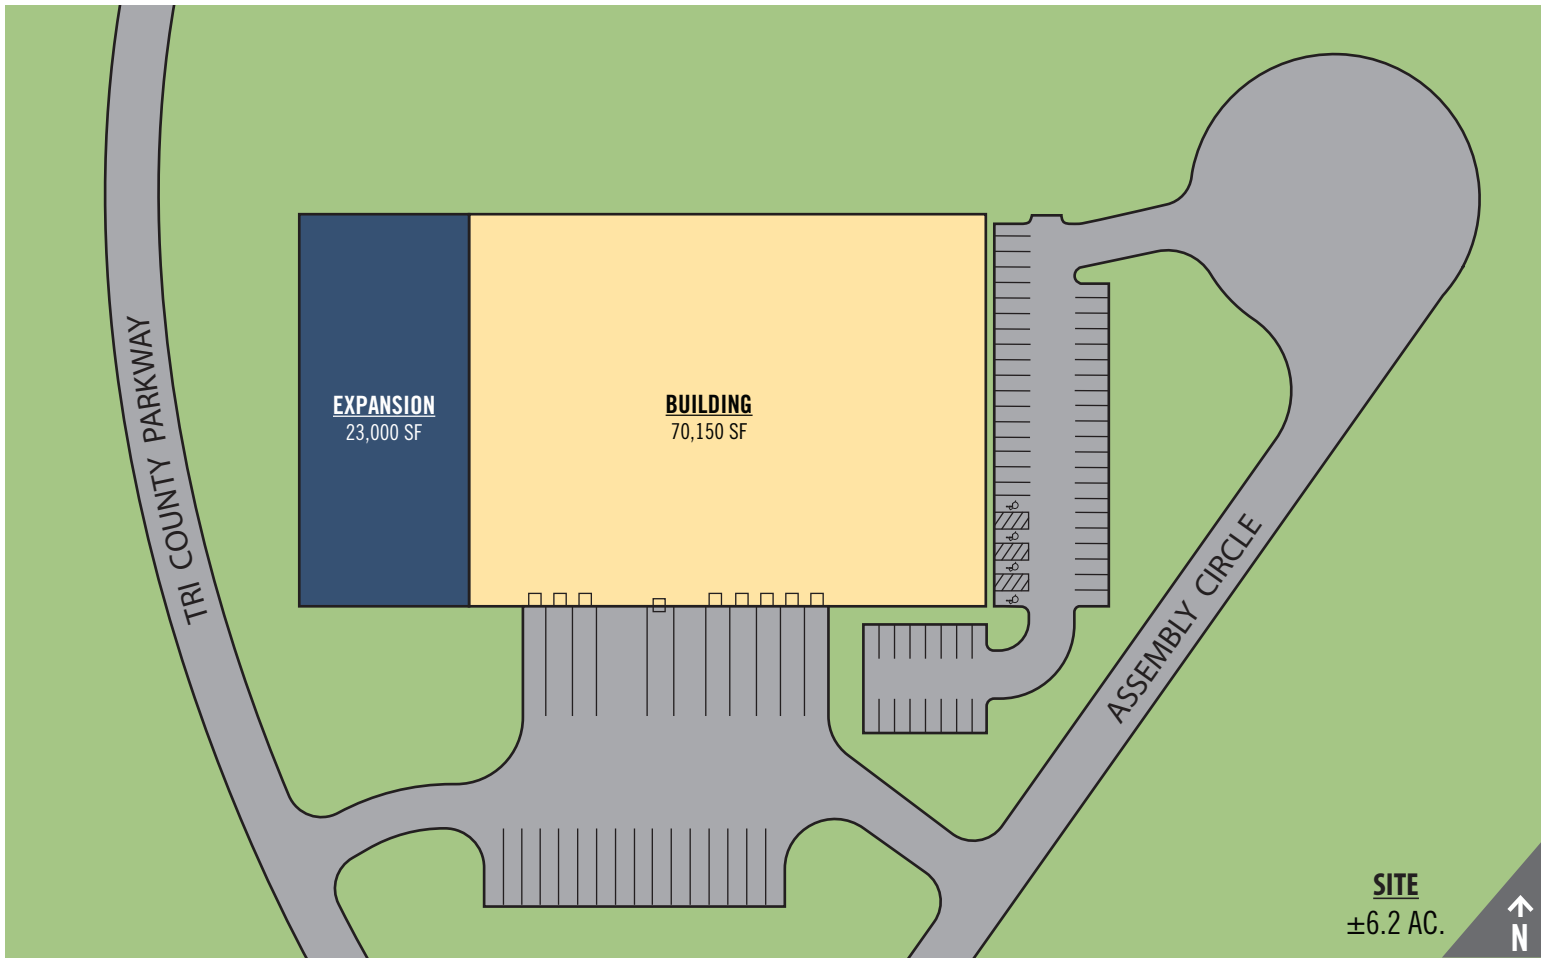 TRI COUNTY PARKWAY
EXPANSION
23,000 SF
BUILDING
70,150 SF
ASSEMBLY CIRCLE
SITE
±6.2 AC.
N